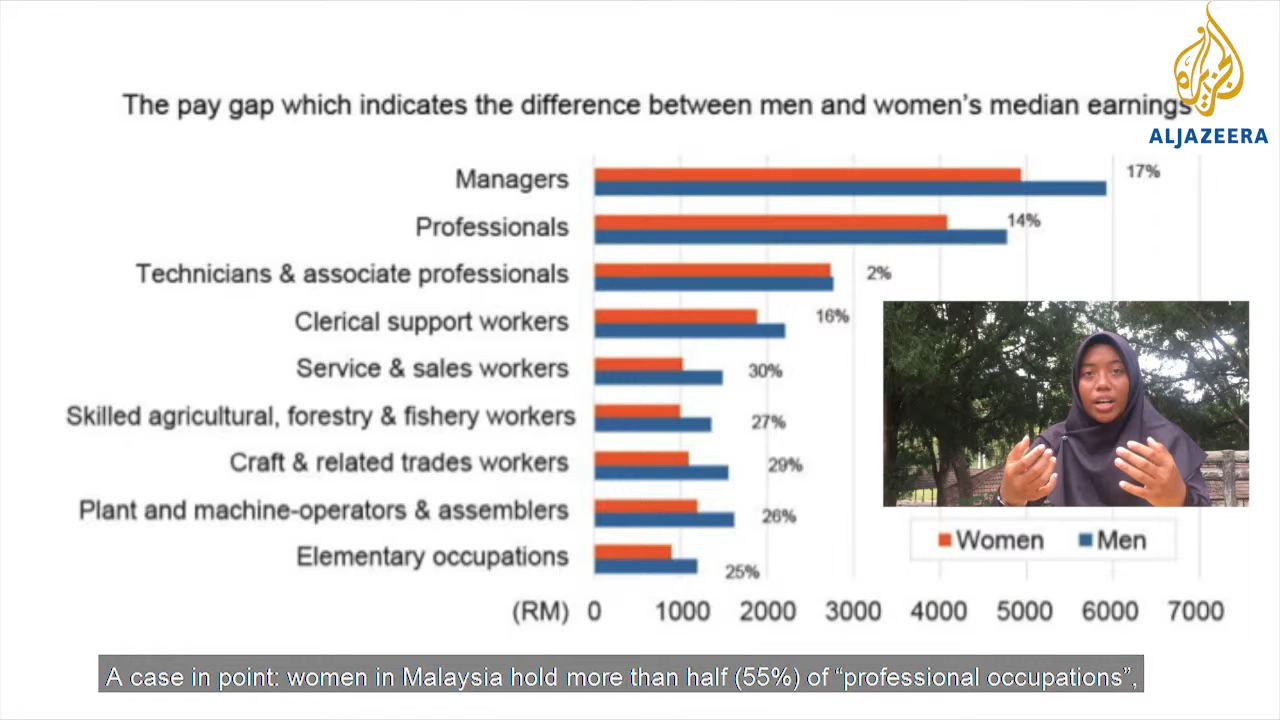 The pay gap which indicates the difference between men and women's median earnings
ALJAZEERA
Managers 17%
Professionals 14%
Technicians & associate professionals 2%
Clerical support workers 16%
Service & sales workers 30%
Skilled agricultural, forestry & fishery workers 27%
Craft & related trades workers 29%
Plant and machine-operators & assemblers 26%
Women Men
Elementary occupations 25%
(RM) 0 1000 2000 3000 4000 5000 6000 7000
A case in point: women in Malaysia hold more than half (55%) of “professional occupations”,